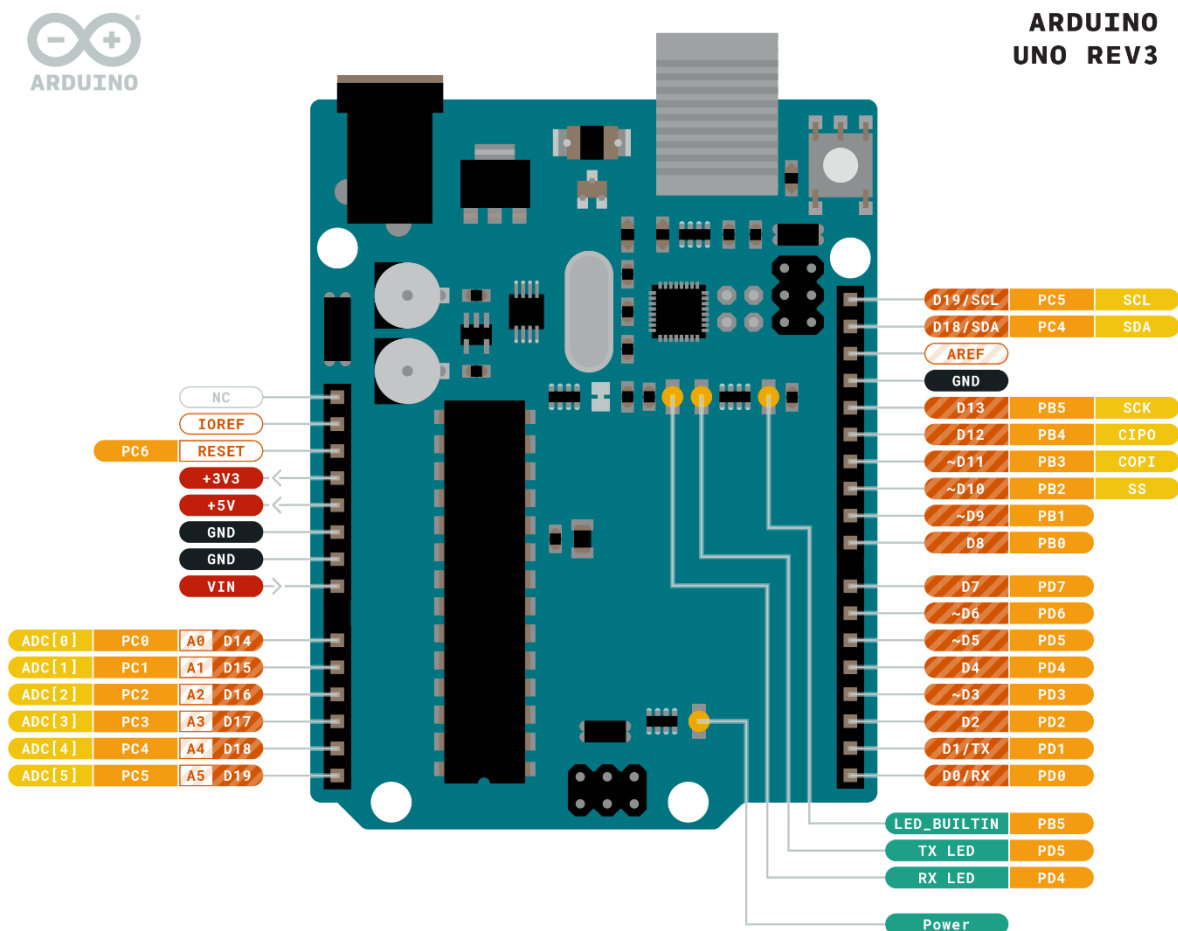 ARDUINO
ARDUINO
UNO REV3
NC
IOREF
PC6 RESET
+3V3
+5V
GND
GND
VIN
ADC[0] PC0 A0 D14
ADC[1] PC1 A1 D15
ADC[2] PC2 A2 D16
ADC[3] PC3 A3 D17
ADC[4] PC4 A4 D18
ADC[5] PC5 A5 D19
D19/SCL PC5 SCL
D18/SDA PC4 SDA
AREF
GND
D13 PB5 SCK
D12 PB4 CIPO
~D11 PB3 COPI
~D10 PB2 SS
~D9 PB1
D8 PB0
D7 PD7
~D6 PD6
~D5 PD5
D4 PD4
~D3 PD3
D2 PD2
D1/TX PD1
D0/RX PD0
LED_BUILTIN PB5
TX LED PD5
RX LED PD4
Power